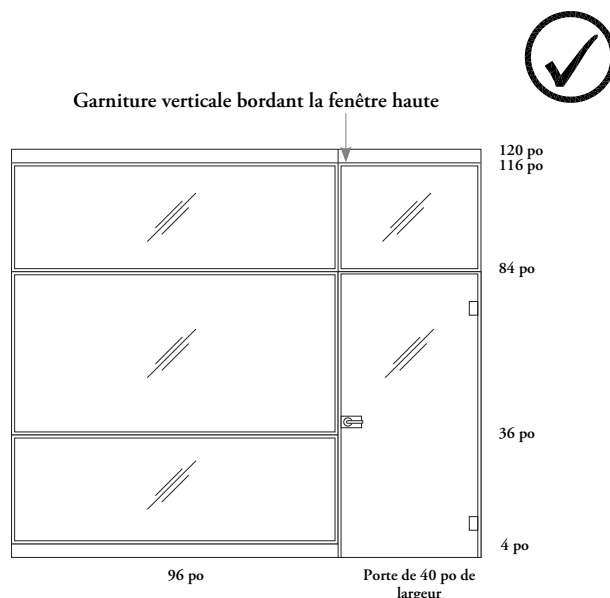 Garniture verticale bordant la fenêtre haute
120 po
116 po
84 po
36 po
4 po
96 po
Porte de 40 po de
largeur